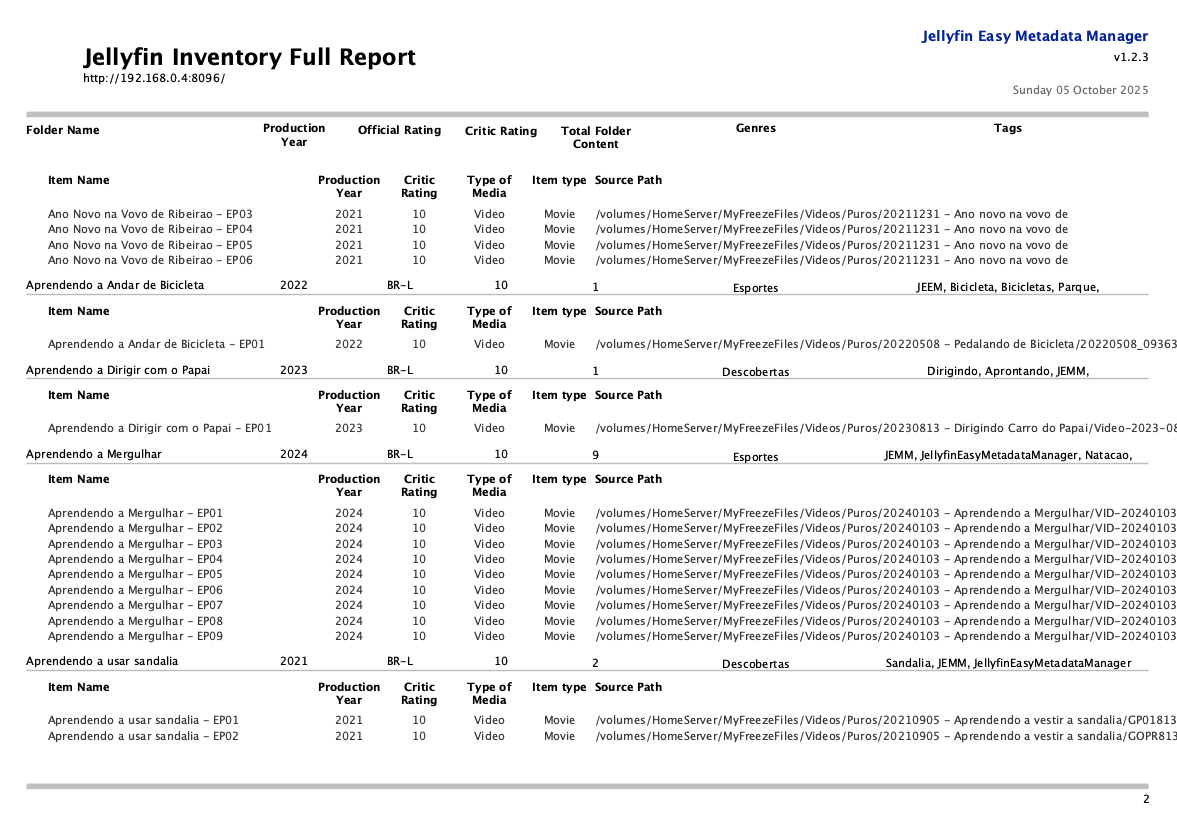 Jellyfin Easy Metadata Manager
Jellyfin Inventory Full Report
v1.2.3
http://192.168.0.4:8096/
Sunday 05 October 2025
Folder Name Production Year Official Rating Critic Rating Total Folder Content Genres Tags
Item Name Production Year Critic Rating Type of Media Item type Source Path
Ano Novo na Vovo de Ribeirao - EP03 2021 10 Video Movie /volumes/HomeServer/MyFreezeFiles/Videos/Puros/20211231 - Ano novo na vovo de
Ano Novo na Vovo de Ribeirao - EP04 2021 10 Video Movie /volumes/HomeServer/MyFreezeFiles/Videos/Puros/20211231 - Ano novo na vovo de
Ano Novo na Vovo de Ribeirao - EP05 2021 10 Video Movie /volumes/HomeServer/MyFreezeFiles/Videos/Puros/20211231 - Ano novo na vovo de
Ano Novo na Vovo de Ribeirao - EP06 2021 10 Video Movie /volumes/HomeServer/MyFreezeFiles/Videos/Puros/20211231 - Ano novo na vovo de
Aprendendo a Andar de Bicicleta 2022 BR-L 10 1 Esportes JEEM, Bicicleta, Bicicletas, Parque,
Item Name Production Year Critic Rating Type of Media Item type Source Path
Aprendendo a Andar de Bicicleta - EP01 2022 10 Video Movie /volumes/HomeServer/MyFreezeFiles/Videos/Puros/20220508 - Pedalando de Bicicleta/20220508_09363
Aprendendo a Dirigir com o Papai 2023 BR-L 10 1 Descobertas Dirigindo, Aprontando, JEMM,
Item Name Production Year Critic Rating Type of Media Item type Source Path
Aprendendo a Dirigir com o Papai - EP01 2023 10 Video Movie /volumes/HomeServer/MyFreezeFiles/Videos/Puros/20230813 - Dirigindo Carro do Papai/Video-2023-08
Aprendendo a Mergulhar 2024 BR-L 10 9 Esportes JEMM, JellyfinEasyMetadataManager, Natacao,
Item Name Production Year Critic Rating Type of Media Item type Source Path
Aprendendo a Mergulhar - EP01 2024 10 Video Movie /volumes/HomeServer/MyFreezeFiles/Videos/Puros/20240103 - Aprendendo a Mergulhar/VID-20240103
Aprendendo a Mergulhar - EP02 2024 10 Video Movie /volumes/HomeServer/MyFreezeFiles/Videos/Puros/20240103 - Aprendendo a Mergulhar/VID-20240103
Aprendendo a Mergulhar - EP03 2024 10 Video Movie /volumes/HomeServer/MyFreezeFiles/Videos/Puros/20240103 - Aprendendo a Mergulhar/VID-20240103
Aprendendo a Mergulhar - EP04 2024 10 Video Movie /volumes/HomeServer/MyFreezeFiles/Videos/Puros/20240103 - Aprendendo a Mergulhar/VID-20240103
Aprendendo a Mergulhar - EP05 2024 10 Video Movie /volumes/HomeServer/MyFreezeFiles/Videos/Puros/20240103 - Aprendendo a Mergulhar/VID-20240103
Aprendendo a Mergulhar - EP06 2024 10 Video Movie /volumes/HomeServer/MyFreezeFiles/Videos/Puros/20240103 - Aprendendo a Mergulhar/VID-20240103
Aprendendo a Mergulhar - EP07 2024 10 Video Movie /volumes/HomeServer/MyFreezeFiles/Videos/Puros/20240103 - Aprendendo a Mergulhar/VID-20240103
Aprendendo a Mergulhar - EP08 2024 10 Video Movie /volumes/HomeServer/MyFreezeFiles/Videos/Puros/20240103 - Aprendendo a Mergulhar/VID-20240103
Aprendendo a Mergulhar - EP09 2024 10 Video Movie /volumes/HomeServer/MyFreezeFiles/Videos/Puros/20240103 - Aprendendo a Mergulhar/VID-20240103
Aprendendo a usar sandalia 2021 BR-L 10 2 Descobertas Sandalia, JEMM, JellyfinEasyMetadataManager
Item Name Production Year Critic Rating Type of Media Item type Source Path
Aprendendo a usar sandalia - EP01 2021 10 Video Movie /volumes/HomeServer/MyFreezeFiles/Videos/Puros/20210905 - Aprendendo a vestir a sandalia/GP01813
Aprendendo a usar sandalia - EP02 2021 10 Video Movie /volumes/HomeServer/MyFreezeFiles/Videos/Puros/20210905 - Aprendendo a vestir a sandalia/GOPR813
2